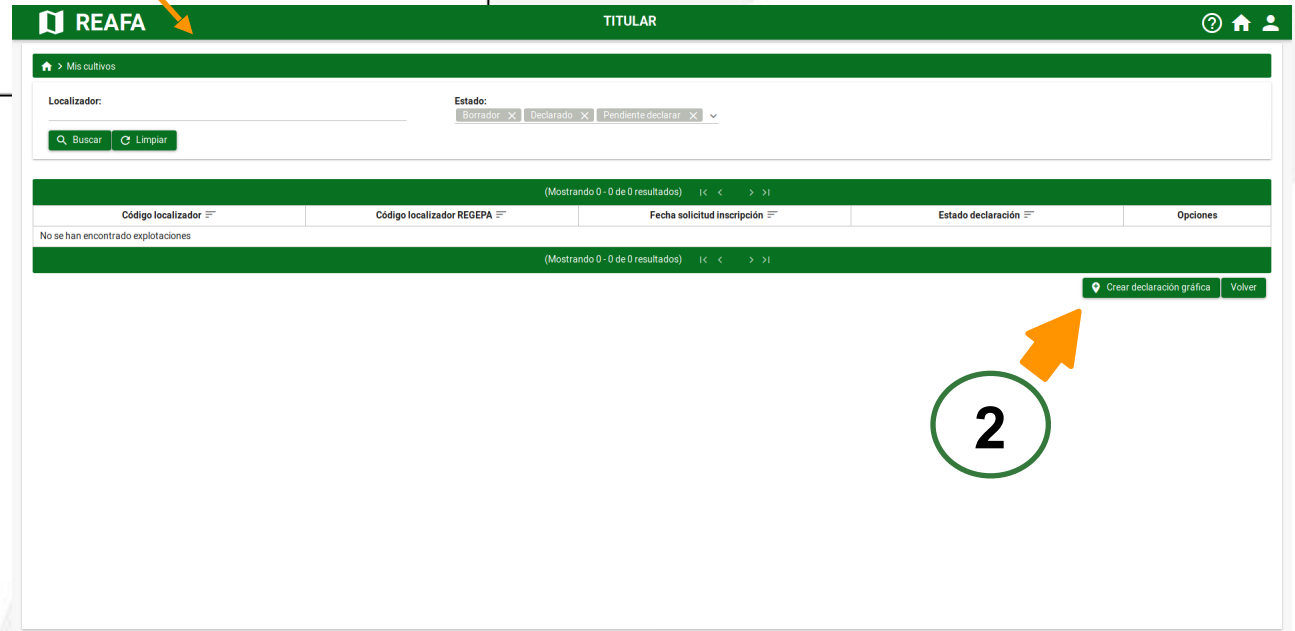 REAFA
TITULAR
> Mis cultivos
Localizador:
Estado:
Borrador Declarado Pendiente declarar
Buscar Limpiar
(Mostrando 0 - 0 de 0 resultados)
Código localizador Código localizador REGEPA Fecha solicitud inscripción Estado declaración Opciones
No se han encontrado explotaciones
(Mostrando 0 - 0 de 0 resultados)
Crear declaración gráfica Volver
2